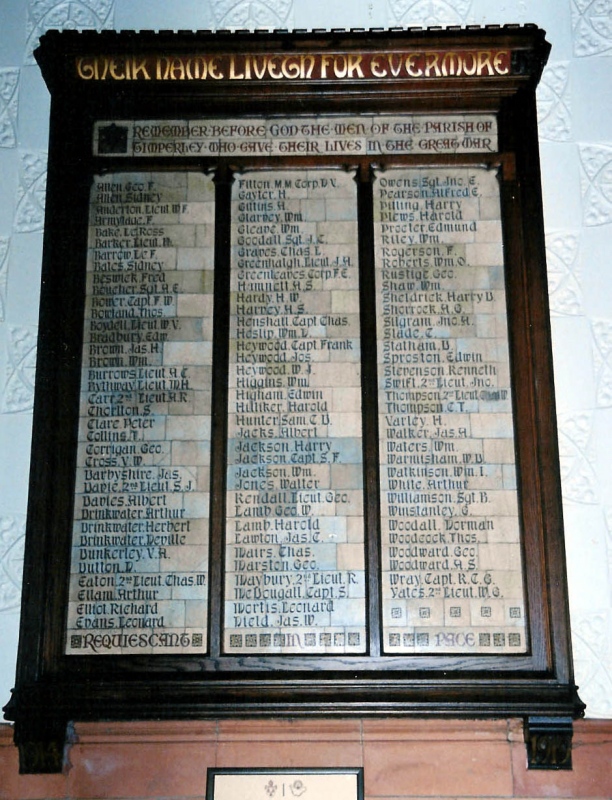 THEIR NAME LIVETH FOR EVERMORE
REMEMBER BEFORE GOD THE MEN OF THE PARISH OF
TIMPERLEY WHO GAVE THEIR LIVES IN THE GREAT WAR
Allen. Geo. F.
Allen. Sidney
Anderton. Lieut. W.F.
Armitage. F.
Bake. Le Ross
Barker. Lieut. R.
Barrow. Le F.
Bates. Sidney
Beswick Fred
Boucher. Sgt. A.E.
Bower. Capt. F.W.
Bowland. Thos.
Boydell. Lieut. W.V.
Bradbury. Edw.
Brown. Jas. H.
Brown. Wm.
Burrows. Lieut. A.C.
Bythway. Lieut. W.H.
Carr. 2nd Lieut. A.R.
Chorlton. S.
Clare Peter
Collins. T.
Corrigan. Geo.
Cross. V. W.
Darbyshire. Jas.
Davie. 2nd Lieut. S.J.
Davies. Albert
Drinkwater. Arthur
Drinkwater. Herbert
Drinkwater. Neville
Dunkerley. V.A.
Dutton. D.
Eaton. 2nd Lieut. Chas. W.
Ellam. Arthur
Elliot Richard
Evans. Leonard
REQUIESCANT
Fitton. M.M. Corp. D.V.
Gayter. H.
Gittins. A.
Glarvey. Wm.
Gleave. Wm.
Goodall. Sgt. J.C.
Graves. Chas. L.
Greenhalgh. Lieut. J.A.
Greenleaves. Corp. F.E.
Hamnett A.S.
Hardy. H.W.
Harvey. A.S.
Henshall. Capt. Chas.
Heslip. Wm. L.
Heywood. Capt. Frank
Heywood. Jos.
Heywood. W. J.
Higgins. Wm.
Higham. Edwin
Hilliker. Harold
Hunter. Sam. C. D.
Jacks. Albert
Jackson. Harry
Jackson. Capt. S.F.
Jackson. Wm.
Jones. Walter
Kendall. Lieut. Geo.
Lamb. Geo. W.
Lamb. Harold
Lawton. Jas. C.
Mairs. Chas.
Marston. Geo.
Maybury. 2nd Lieut. R.
McDougall. Capt. S.
Mortis. Leonard
Nield. Jas. W.
IN
Owens. Sgt. Jno. E.
Pearson. Alfred. E.
Pilling. Harry
Plews. Harold
Procter. Edmund
Riley. Wm.
Rogerson. F.
Roberts. Wm. O.
Rustige. Geo.
Shaw. Wm.
Sheldrick. Harry D.
Sherrock. A.G.
Silgram. Jno. A.
Slade. C.
Statham. D.
Sproston. Edwin
Stevenson Kenneth
Swift. 2nd Lieut. Jno.
Thompson. 2nd Lieut. Chas. W.
Thompson. C.T.
Varley. H.
Walker. Jas. A.
Waters. Wm.
Warnisham. W.B.
Watkinson. Wm. I.
White. Arthur
Williamson. Sgt. B.
Winstanley. G.
Woodall. Dorman
Woodcock. Thos.
Woodward. Geo.
Woodward. A.S.
Wray. Capt. R.C.G.
Yates. 2nd Lieut. W.G.
PACE
1914
1919